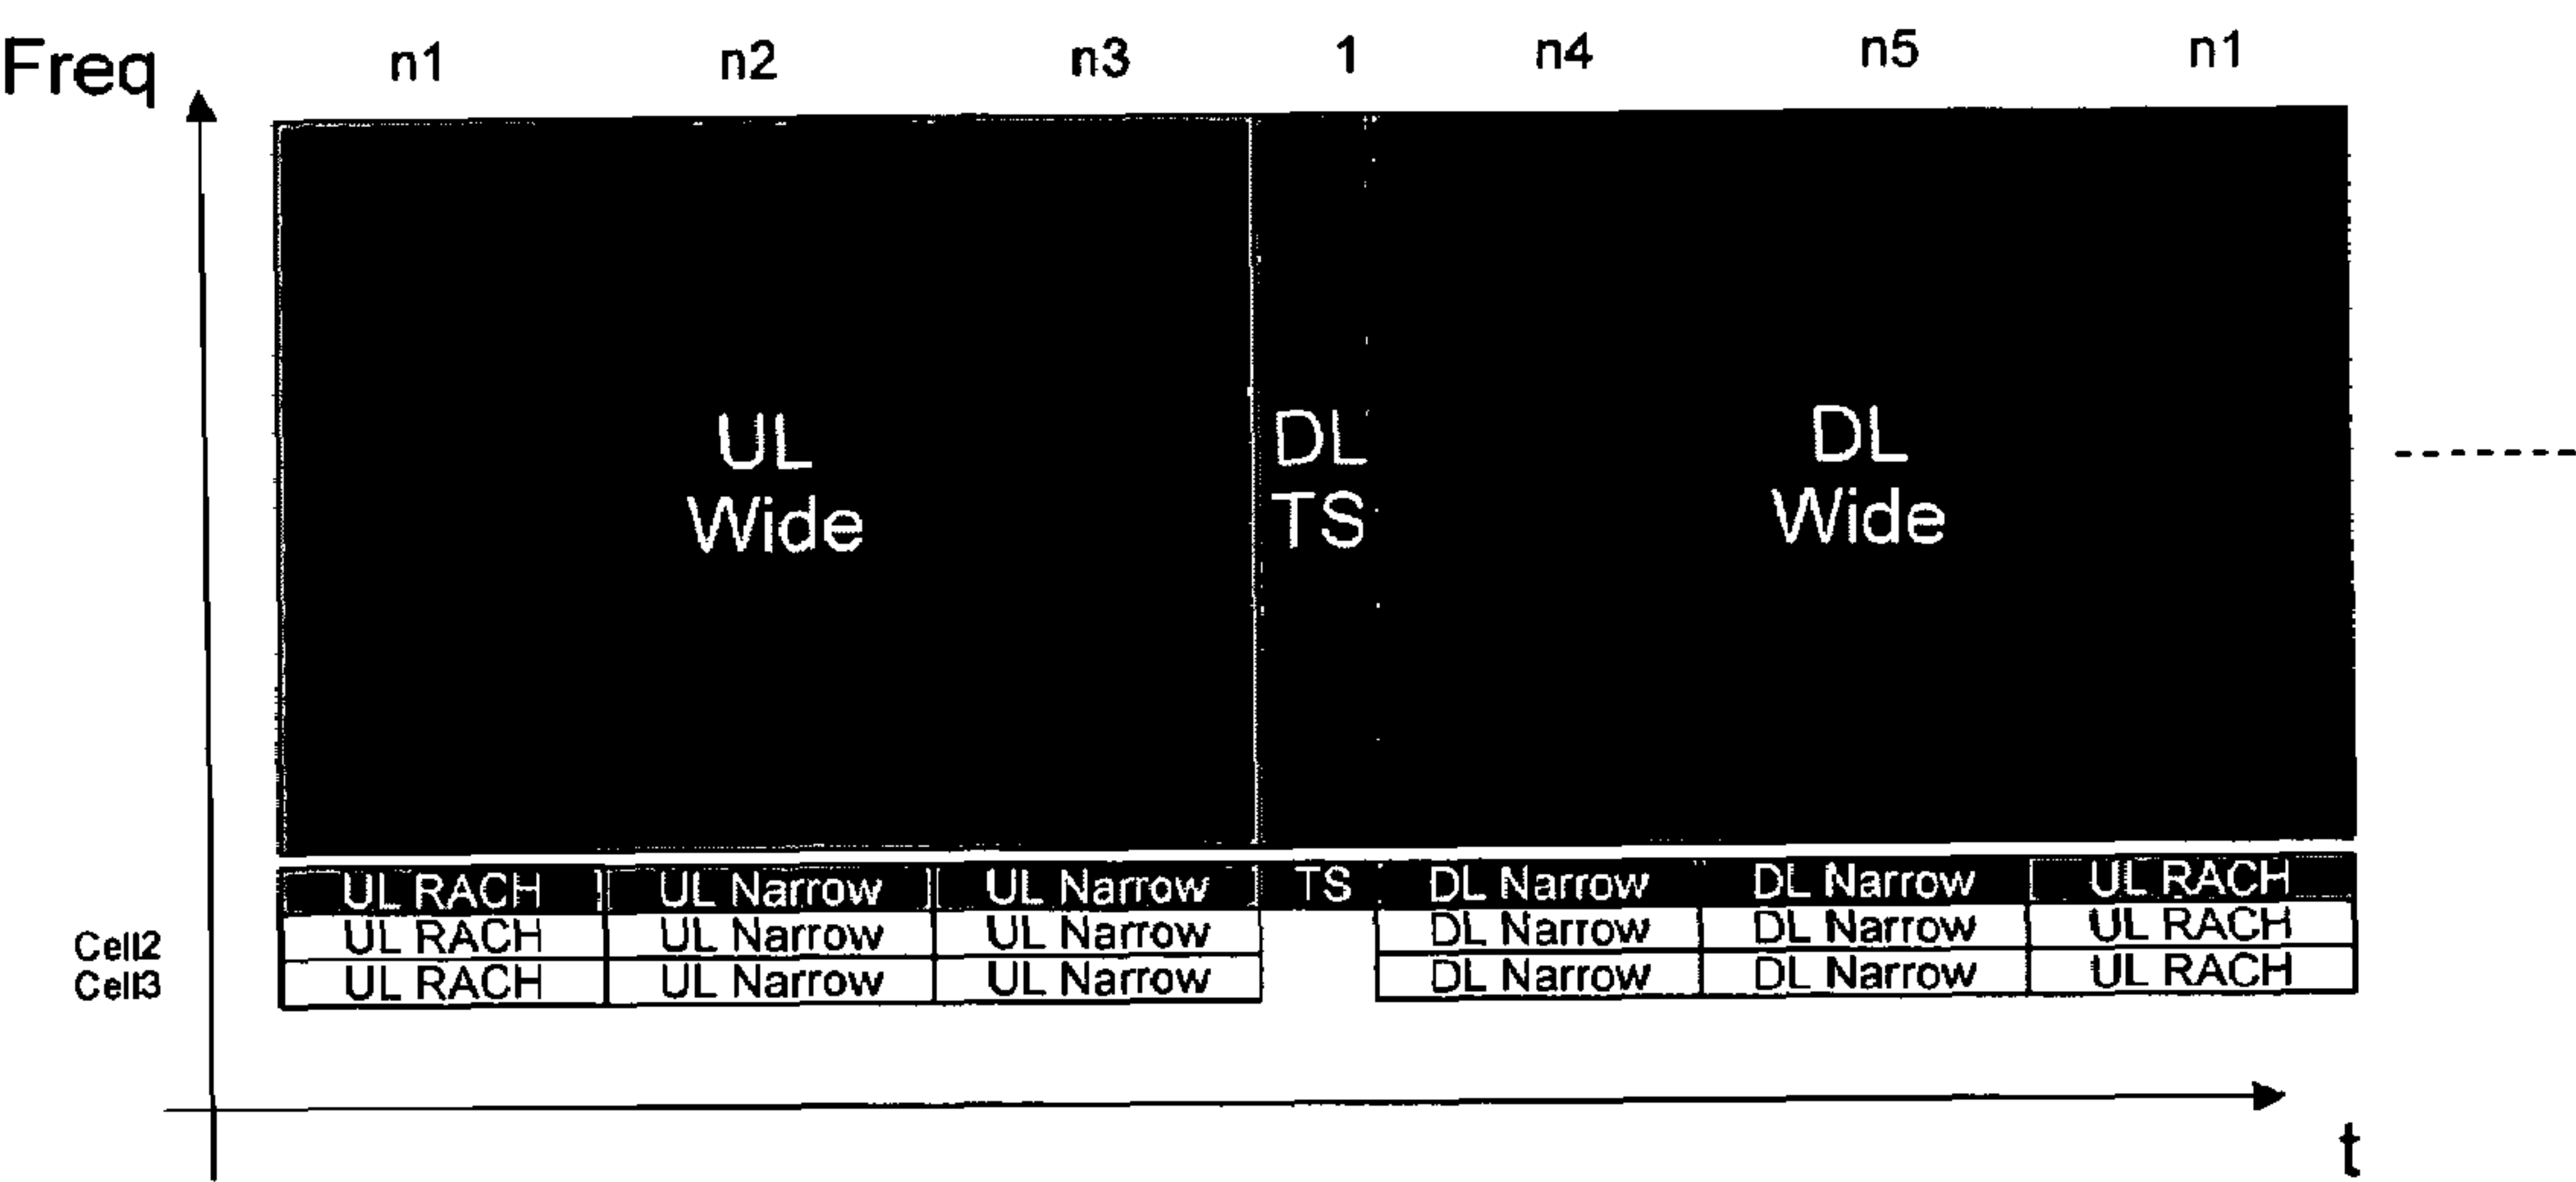 Freq n1 n2 n3 1 n4 n5 n1
UL DL DL
Wide TS Wide
UL RACH UL Narrow UL Narrow TS DL Narrow DL Narrow UL RACH
Cell2 UL RACH UL Narrow UL Narrow DL Narrow DL Narrow UL RACH
Cell3 UL RACH UL Narrow UL Narrow DL Narrow DL Narrow UL RACH
t